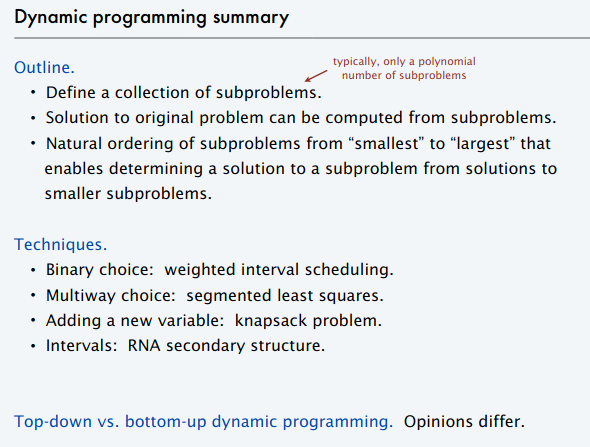 Dynamic programming summary
typically, only a polynomial
number of subproblems
Outline.
・Define a collection of subproblems.
・Solution to original problem can be computed from subproblems.
・Natural ordering of subproblems from “smallest” to “largest” that
enables determining a solution to a subproblem from solutions to
smaller subproblems.
Techniques.
・Binary choice: weighted interval scheduling.
・Multiway choice: segmented least squares.
・Adding a new variable: knapsack problem.
・Intervals: RNA secondary structure.
Top-down vs. bottom-up dynamic programming. Opinions differ.